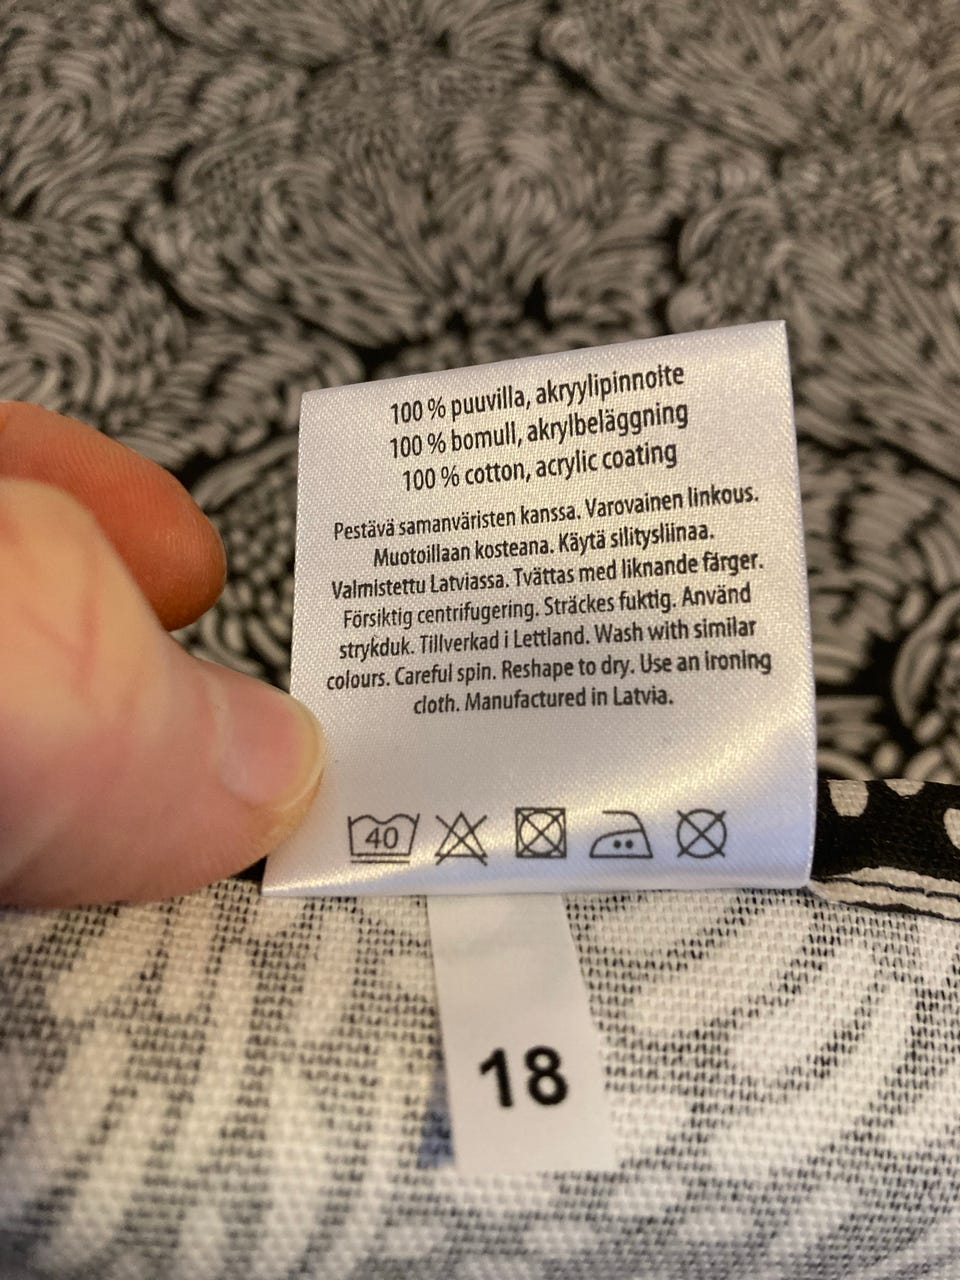 100 % puuvilla, akryylipinnoite
100 % bomull, akrylbeläggning
100 % cotton, acrylic coating
Pestävä samanväristen kanssa. Varovainen linkous.
Muotoillaan kosteana. Käytä silitysliinaa.
Valmistettu Latviassa. Tvättas med liknande färger.
Försiktig centrifugering. Sträckes fuktig. Använd
strykduk. Tillverkad i Lettland. Wash with similar
colours. Careful spin. Reshape to dry. Use an ironing
cloth. Manufactured in Latvia.
40
18